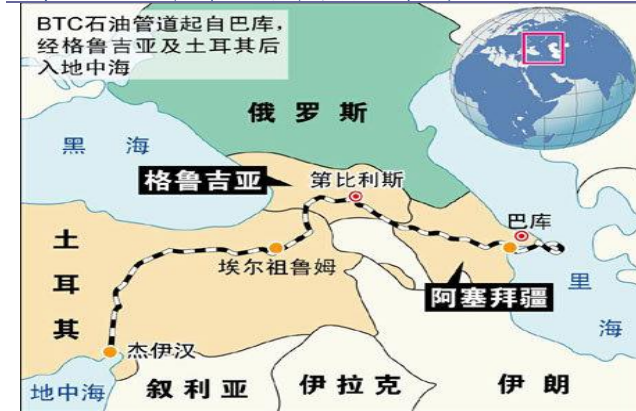 BTC石油管道起自巴库，
经格鲁吉亚及土耳其后
入地中海
俄罗斯
黑海
格鲁吉亚
第比利斯
巴库
土耳其
埃尔祖鲁姆
阿塞拜疆
里海
杰伊汉
地中海
叙利亚
伊拉克
伊朗